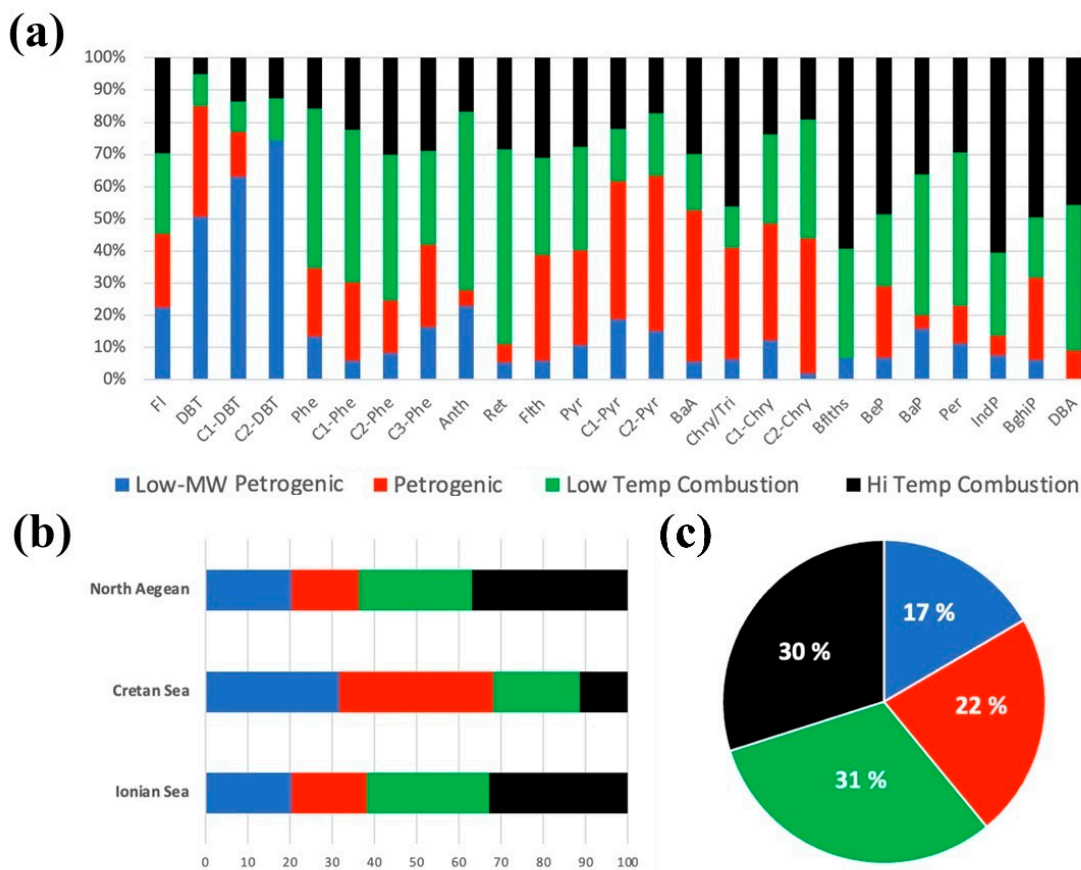 (a)
100%
90%
80%
70%
60%
50%
40%
30%
20%
10%
0%
Fl DBT C1-DBT C2-DBT Phe C1-Phe C2-Phe C3-Phe Anth Ret Flth Pyr C1-Pyr C2-Pyr BaA Chry/Tri C1-Chry C2-Chry Bflths BeP BaP Per IndP BghiP DBA
Low-MW Petrogenic Petrogenic Low Temp Combustion Hi Temp Combustion
(b)
North Aegean
Cretan Sea
Ionian Sea
0 10 20 30 40 50 60 70 80 90 100
(c)
17 %
30 %
22 %
31 %